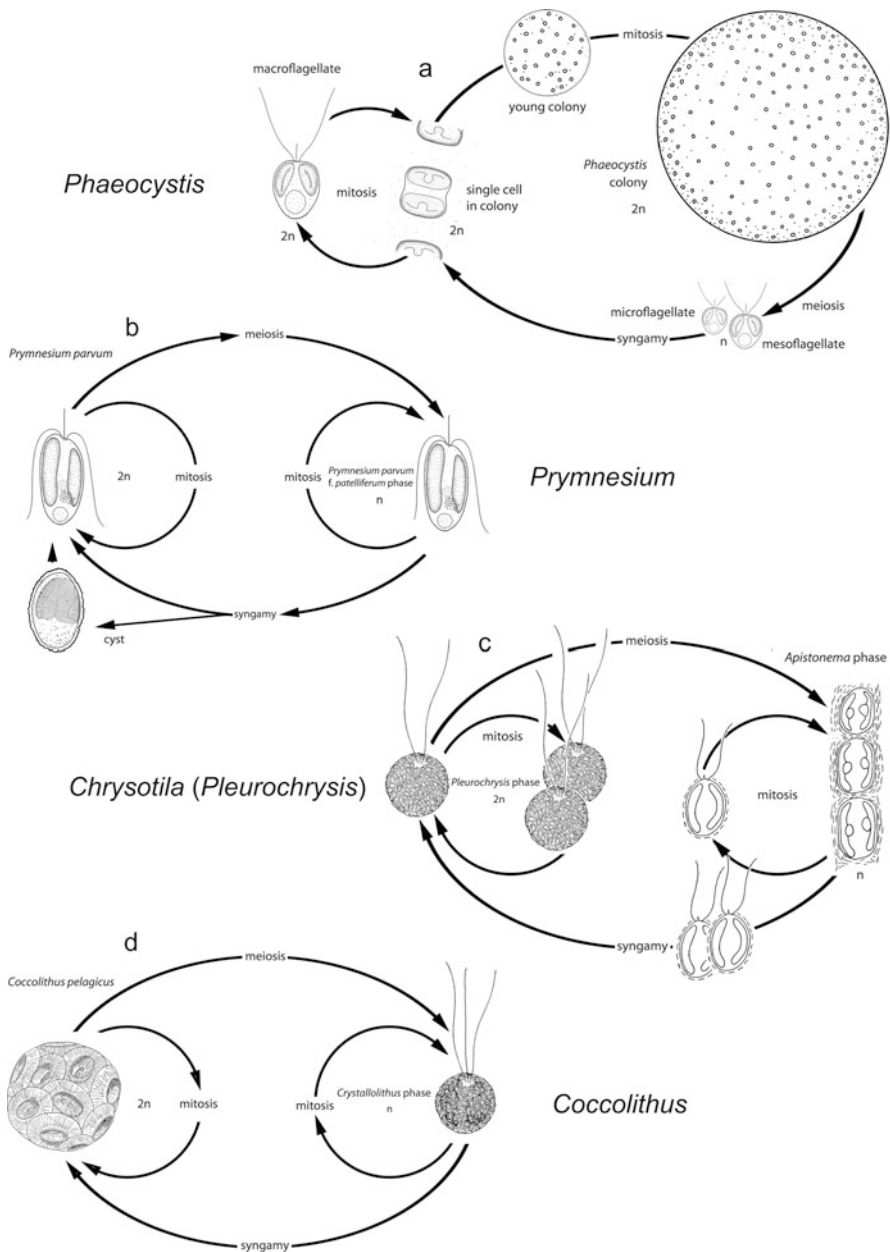 a
macroflagellate
mitosis
young colony
Phaeocystis
mitosis
single cell
in colony
Phaeocystis
colony
2n
2n
2n
meiosis
microflagellate
n
mesoflagellate
syngamy
b
Prymnesium parvum
meiosis
2n
mitosis
mitosis
Prymnesium parvum
f. patelliferum phase
n
Prymnesium
syngamy
cyst
c
meiosis
Apistonema phase
mitosis
Chrysotila (Pleurochrysis)
Pleurochrysis phase
2n
mitosis
n
syngamy
d
meiosis
Coccolithus pelagicus
2n
mitosis
mitosis
Crystallolithus phase
n
Coccolithus
syngamy